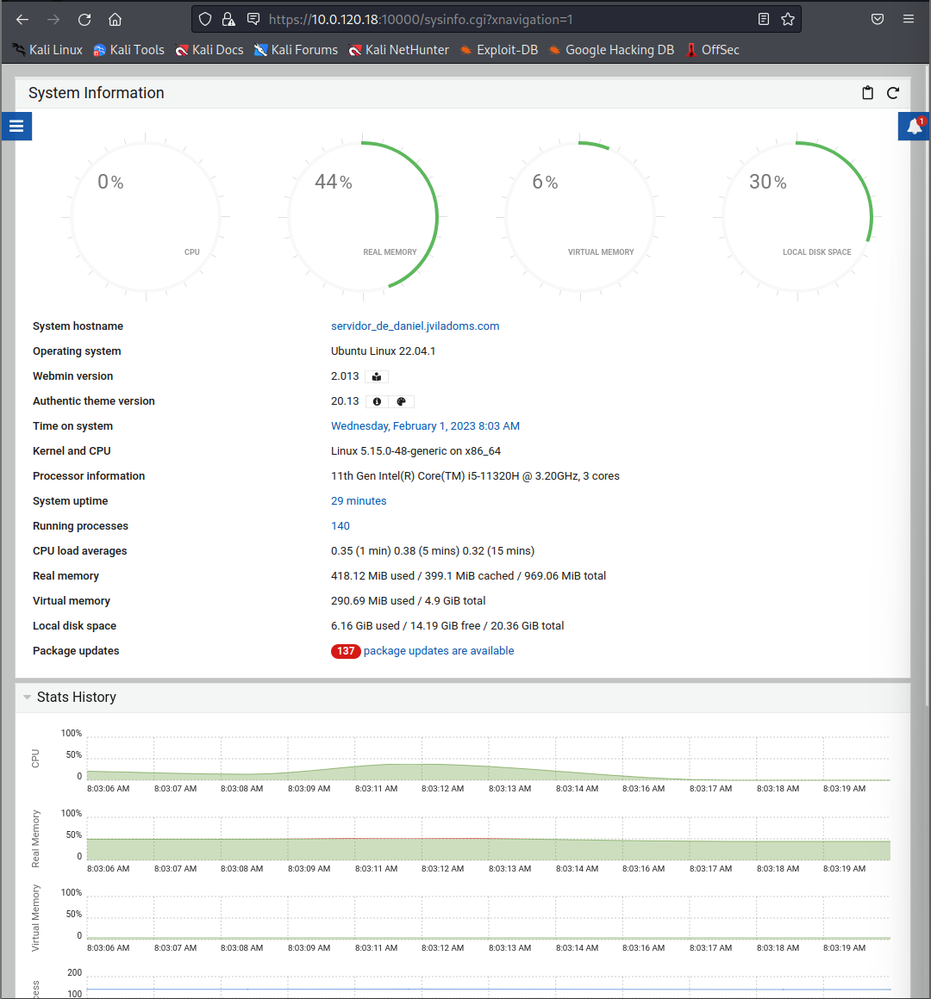 https://10.0.120.18:10000/sysinfo.cgi?xnavigation=1
Kali Linux Kali Tools Kali Docs Kali Forums Kali NetHunter Exploit-DB Google Hacking DB OffSec
System Information
1
0% 44% 6% 30%
CPU REAL MEMORY VIRTUAL MEMORY LOCAL DISK SPACE
System hostname servidor_de_daniel.jviladoms.com
Operating system Ubuntu Linux 22.04.1
Webmin version 2.013
Authentic theme version 20.13
Time on system Wednesday, February 1, 2023 8:03 AM
Kernel and CPU Linux 5.15.0-48-generic on x86_64
Processor information 11th Gen Intel(R) Core(TM) i5-11320H @ 3.20GHz, 3 cores
System uptime 29 minutes
Running processes 140
CPU load averages 0.35 (1 min) 0.38 (5 mins) 0.32 (15 mins)
Real memory 418.12 MiB used / 399.1 MiB cached / 969.06 MiB total
Virtual memory 290.69 MiB used / 4.9 GiB total
Local disk space 6.16 GiB used / 14.19 GiB free / 20.36 GiB total
Package updates 137 package updates are available
Stats History
CPU
100%
50%
0
8:03:06 AM 8:03:07 AM 8:03:08 AM 8:03:09 AM 8:03:11 AM 8:03:12 AM 8:03:13 AM 8:03:14 AM 8:03:16 AM 8:03:17 AM 8:03:18 AM 8:03:19 AM
Real Memory
100%
50%
0
8:03:06 AM 8:03:07 AM 8:03:08 AM 8:03:09 AM 8:03:11 AM 8:03:12 AM 8:03:13 AM 8:03:14 AM 8:03:16 AM 8:03:17 AM 8:03:18 AM 8:03:19 AM
Virtual Memory
100%
50%
0
8:03:06 AM 8:03:07 AM 8:03:08 AM 8:03:09 AM 8:03:11 AM 8:03:12 AM 8:03:13 AM 8:03:14 AM 8:03:16 AM 8:03:17 AM 8:03:18 AM 8:03:19 AM
200
100